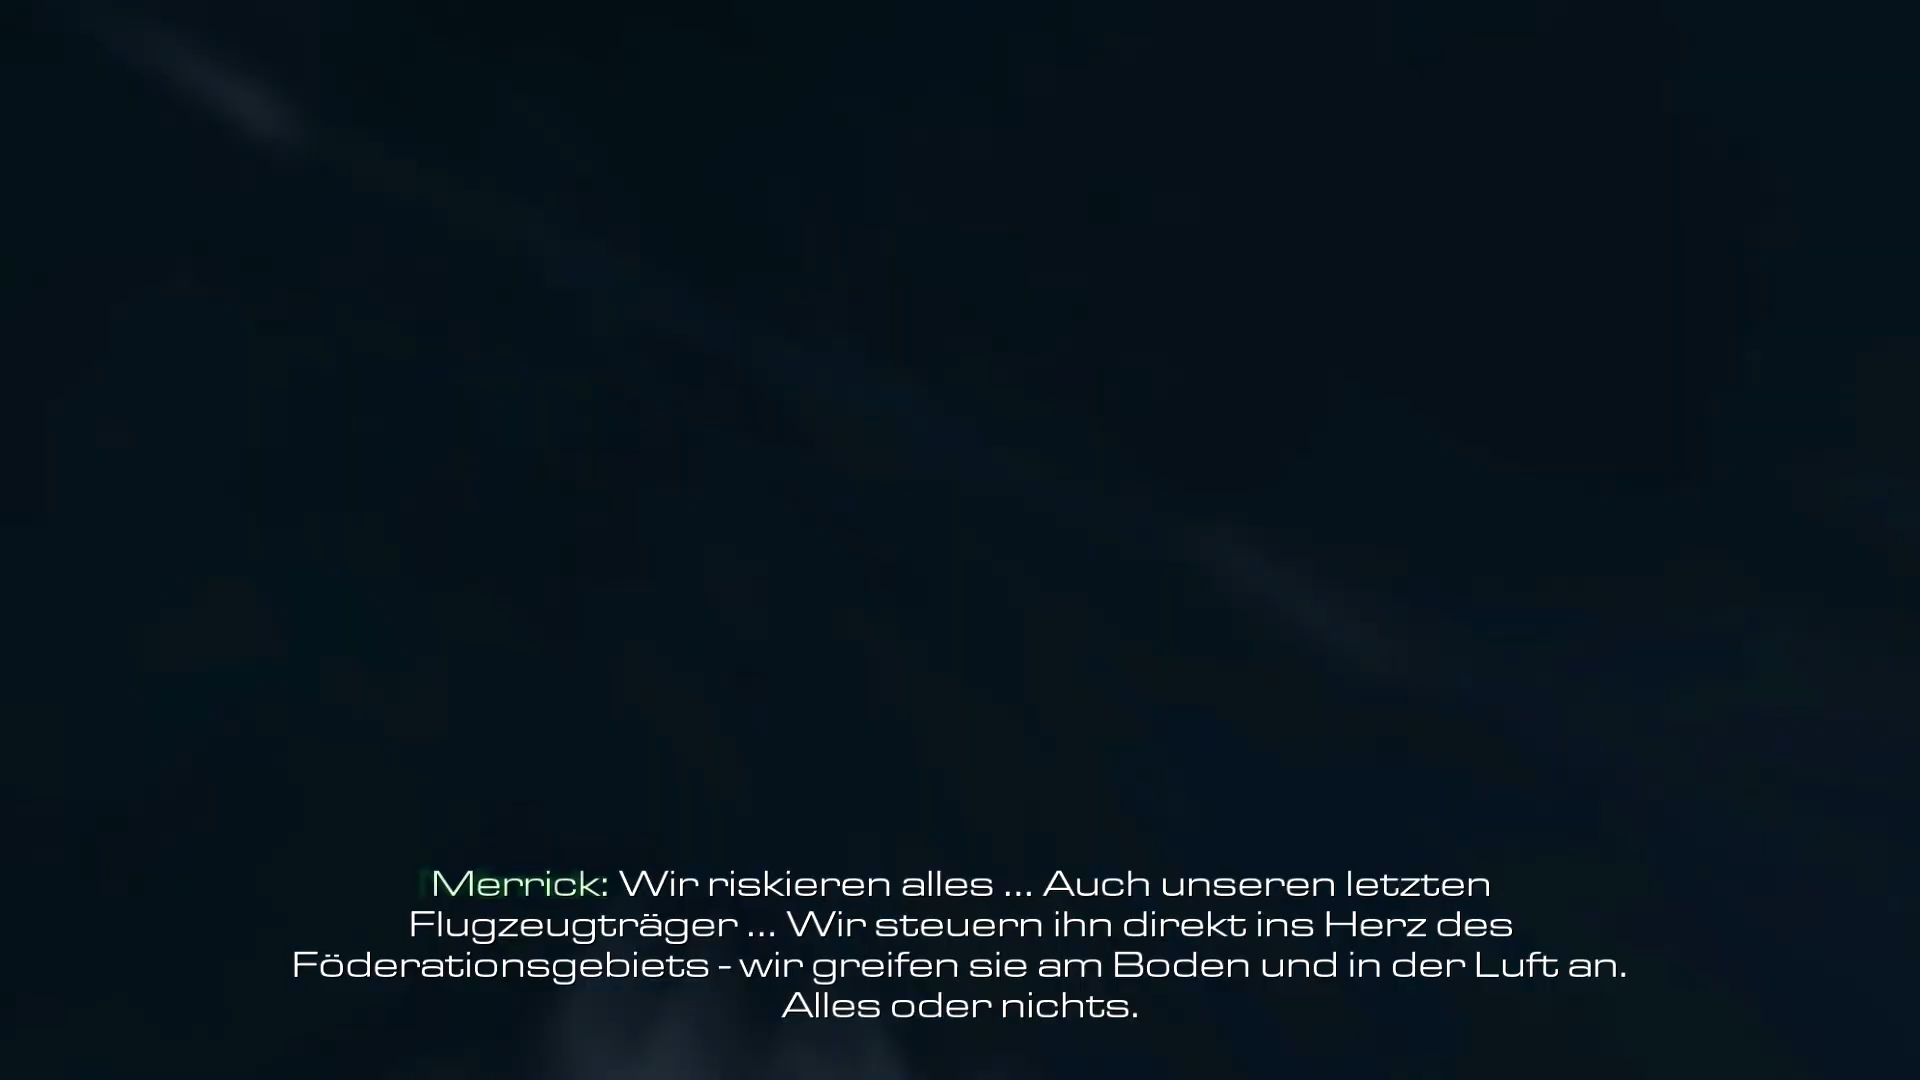 Merrick: Wir riskieren alles ... Auch unseren letzten
Flugzeugträger ... Wir steuern ihn direkt ins Herz des
Föderationsgebiets - wir greifen sie am Boden und in der Luft an.
Alles oder nichts.